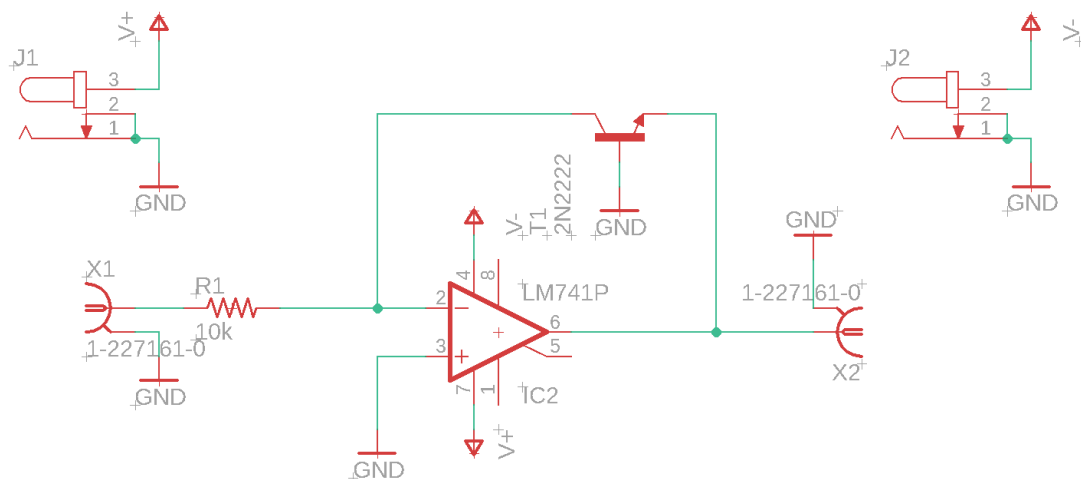 V+
V-
J1
3
2
1
GND
J2
3
2
1
GND
V-
T1
2N2222
GND
GND
X1
R1
10k
1-227161-0
GND
4
8
2
3
7
1
6
5
LM741P
IC2
V+
GND
1-227161-0
X2